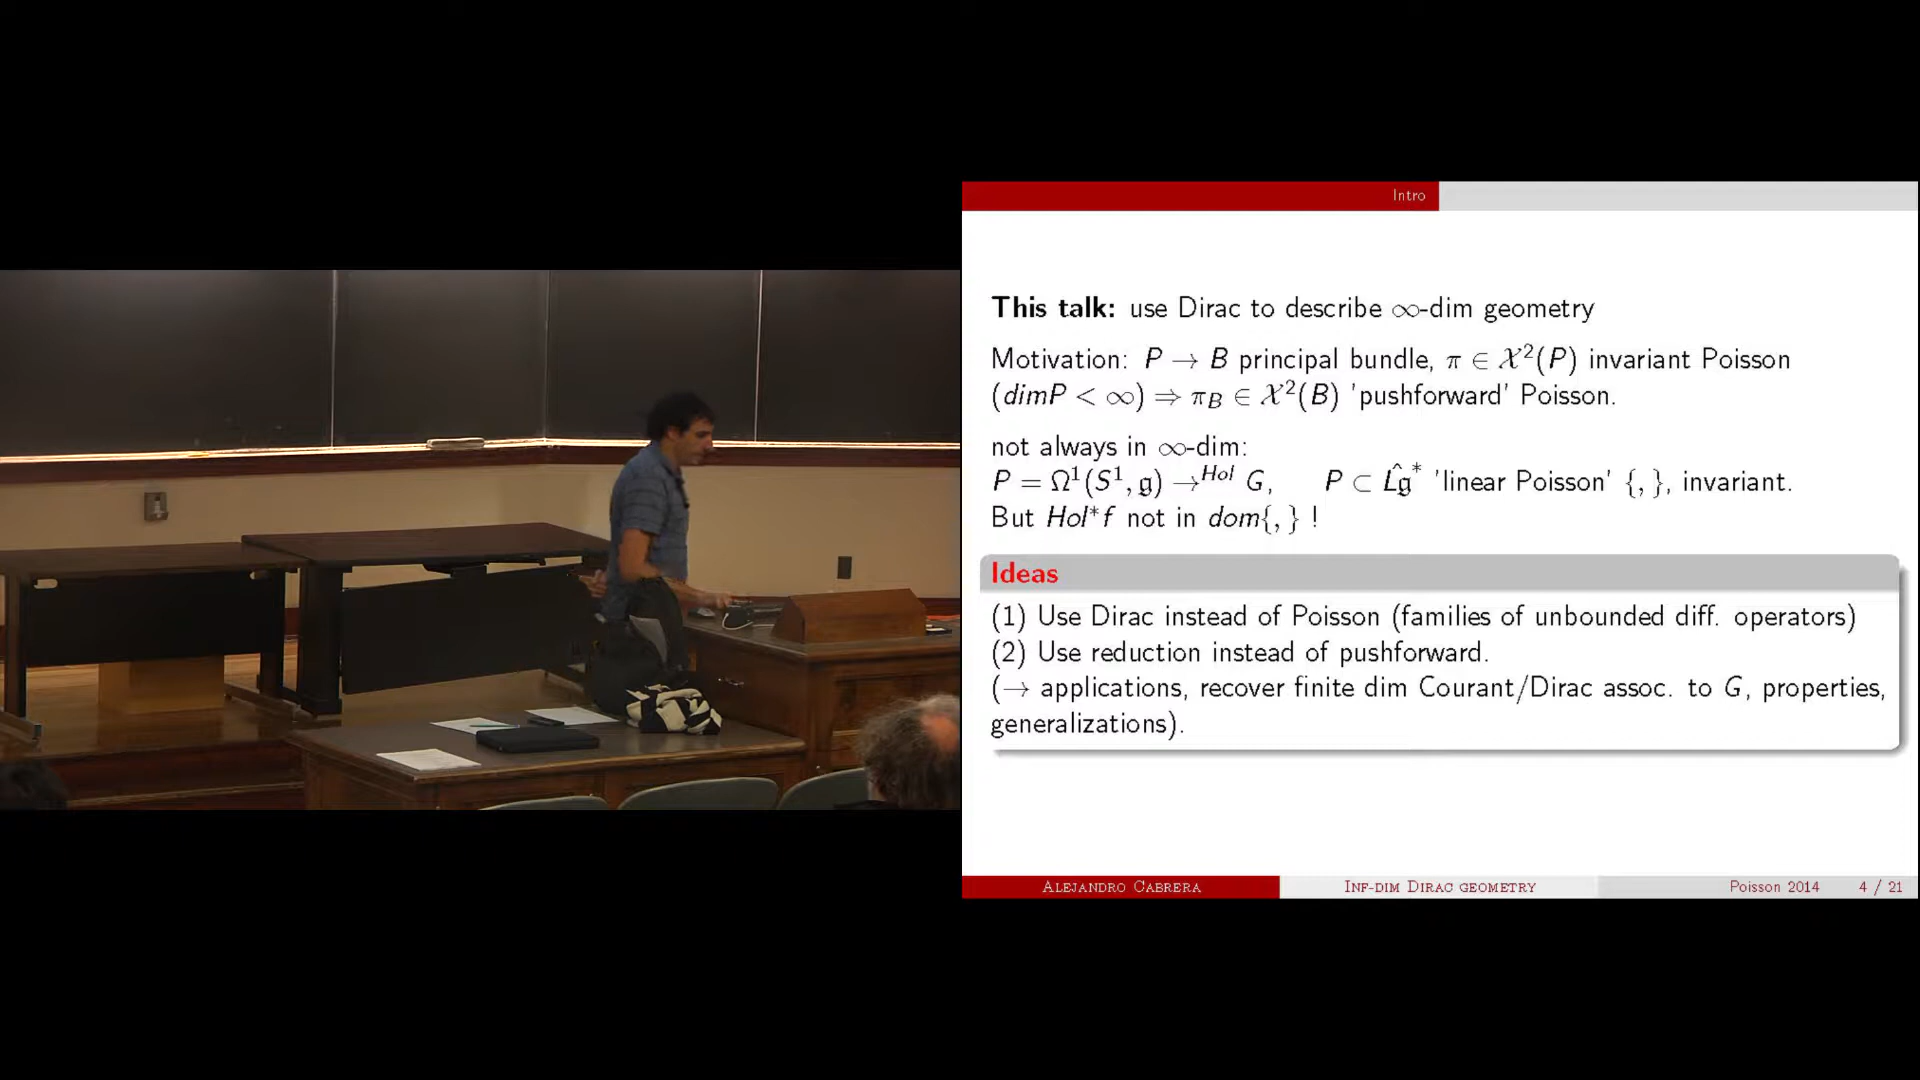 Intro
This talk: use Dirac to describe ∞-dim geometry
Motivation: P → B principal bundle, π ∈ 𝒳²(P) invariant Poisson
(dimP < ∞) ⇒ π_B ∈ 𝒳²(B) 'pushforward' Poisson.
not always in ∞-dim:
P = Ω¹(S¹, 𝔤) →^Hol G, P ⊂ L̂𝔤* 'linear Poisson' {, }, invariant.
But Hol*f not in dom{, } !
Ideas
(1) Use Dirac instead of Poisson (families of unbounded diff. operators)
(2) Use reduction instead of pushforward.
(→ applications, recover finite dim Courant/Dirac assoc. to G, properties,
generalizations).
Alejandro Cabrera Inf-dim Dirac geometry Poisson 2014 4 / 21